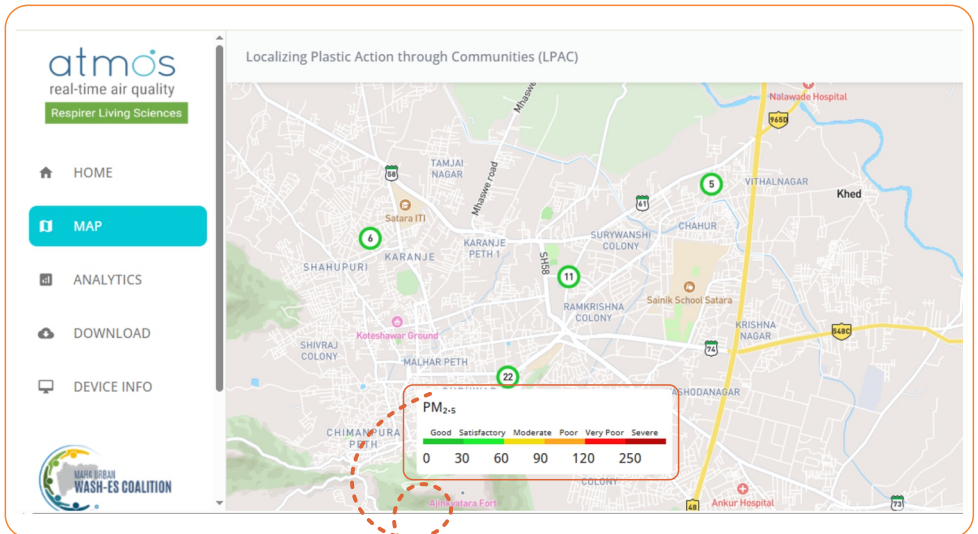 atmos
real-time air quality
Respirer Living Sciences
HOME
MAP
ANALYTICS
DOWNLOAD
DEVICE INFO
MAHA URBAN
WASH-ES COALITION
Localizing Plastic Action through Communities (LPAC)
Mhaswe
Nalawade Hospital
965D
TAMJAI
NAGAR
58
Mhaswe road
5
VITHALNAGAR
Khed
61
Satara ITI
6
CHAHUR
SURYWANSHI
COLONY
KARANJE
PETH 1
KARANJE
SHAHUPURI
SH58
11
Sainik School Satara
RAMKRISHNA
COLONY
Koteshawar Ground
KRISHNA
NAGAR
548C
SHIVRAJ
COLONY
74
MALHAR PETH
22
PM2.5
Good Satisfactory Moderate Poor Very Poor Severe
0 30 60 90 120 250
CHIMANPURA
PETH
COLONY
Ajinkyatara Fort
48
Ankur Hospital
73